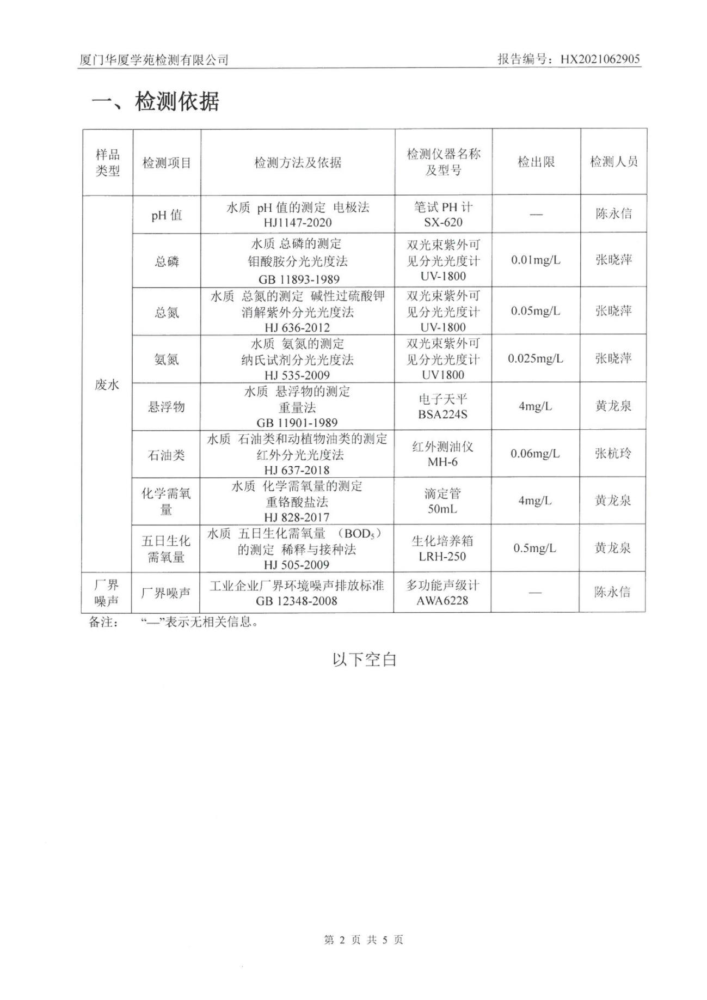 厦门华厦学苑检测有限公司 报告编号：HX2021062905
一、检测依据
样品类型 检测项目 检测方法及依据 检测仪器名称及型号 检出限 检测人员
废水
pH 值 水质 pH 值的测定 电极法 HJ1147-2020 笔试 PH 计 SX-620 — 陈永信
总磷 水质 总磷的测定 钼酸胺分光光度法 GB 11893-1989 双光束紫外可见分光光度计 UV-1800 0.01mg/L 张晓萍
总氮 水质 总氮的测定 碱性过硫酸钾消解紫外分光光度法 HJ 636-2012 双光束紫外可见分光光度计 UV-1800 0.05mg/L 张晓萍
氨氮 水质 氨氮的测定 纳氏试剂分光光度法 HJ 535-2009 双光束紫外可见分光光度计 UV1800 0.025mg/L 张晓萍
悬浮物 水质 悬浮物的测定 重量法 GB 11901-1989 电子天平 BSA224S 4mg/L 黄龙泉
石油类 水质 石油类和动植物油类的测定 红外分光光度法 HJ 637-2018 红外测油仪 MH-6 0.06mg/L 张杭玲
化学需氧量 水质 化学需氧量的测定 重铬酸盐法 HJ 828-2017 滴定管 50mL 4mg/L 黄龙泉
五日生化需氧量 水质 五日生化需氧量 （BOD₅）的测定 稀释与接种法 HJ 505-2009 生化培养箱 LRH-250 0.5mg/L 黄龙泉
厂界噪声 厂界噪声 工业企业厂界环境噪声排放标准 GB 12348-2008 多功能声级计 AWA6228 — 陈永信
备注： “—”表示无相关信息。
以下空白
第 2 页 共 5 页